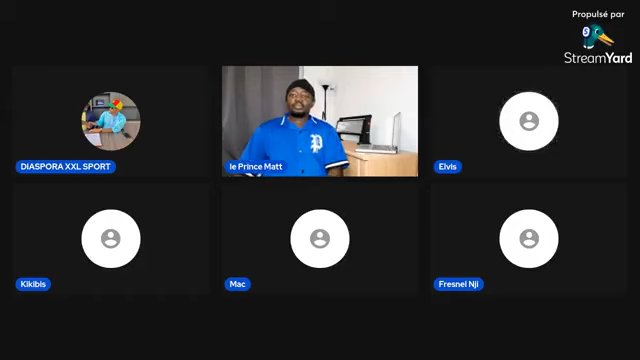 Propulsé par
StreamYard
DIASPORA XXL SPORT
le Prince Matt
Elvis
Kikibis
Mac
Fresnel Nji